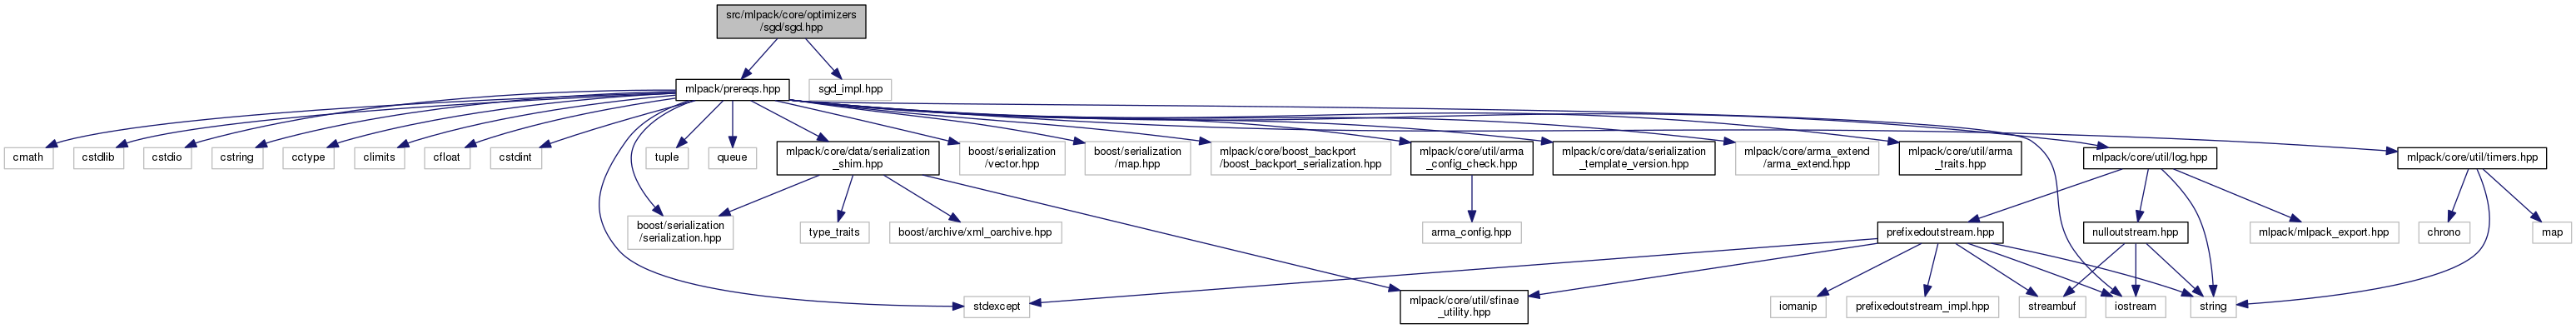 src/mlpack/core/optimizers
/sgd/sgd.hpp
mlpack/prereqs.hpp
sgd_impl.hpp
cmath
cstdlib
cstdio
cstring
cctype
climits
cfloat
cstdint
tuple
queue
mlpack/core/data/serialization
_shim.hpp
boost/serialization
/vector.hpp
boost/serialization
/map.hpp
mlpack/core/boost_backport
/boost_backport_serialization.hpp
mlpack/core/util/arma
_config_check.hpp
mlpack/core/data/serialization
_template_version.hpp
mlpack/core/arma_extend
/arma_extend.hpp
mlpack/core/util/arma
_traits.hpp
mlpack/core/util/log.hpp
mlpack/core/util/timers.hpp
boost/serialization
/serialization.hpp
type_traits
boost/archive/xml_oarchive.hpp
arma_config.hpp
prefixedoutstream.hpp
nulloutstream.hpp
mlpack/mlpack_export.hpp
chrono
map
stdexcept
mlpack/core/util/sfinae
_utility.hpp
iomanip
prefixedoutstream_impl.hpp
streambuf
iostream
string